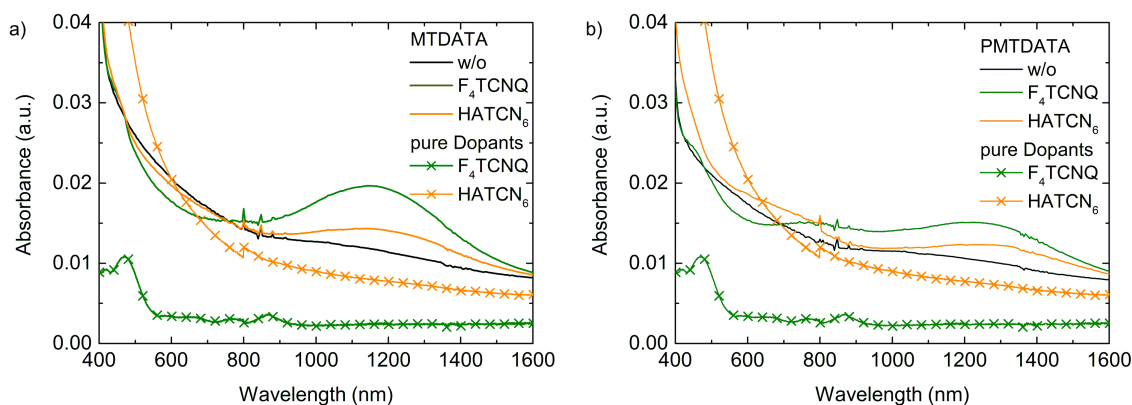 a)
0.04
0.03
0.02
0.01
0.00
Absorbance (a.u.)
400 600 800 1000 1200 1400 1600
Wavelength (nm)
MTDATA
w/o
F₄TCNQ
HATCN₆
pure Dopants
F₄TCNQ
HATCN₆
b)
0.04
0.03
0.02
0.01
0.00
Absorbance (a.u.)
400 600 800 1000 1200 1400 1600
Wavelength (nm)
PMTDATA
w/o
F₄TCNQ
HATCN₆
pure Dopants
F₄TCNQ
HATCN₆